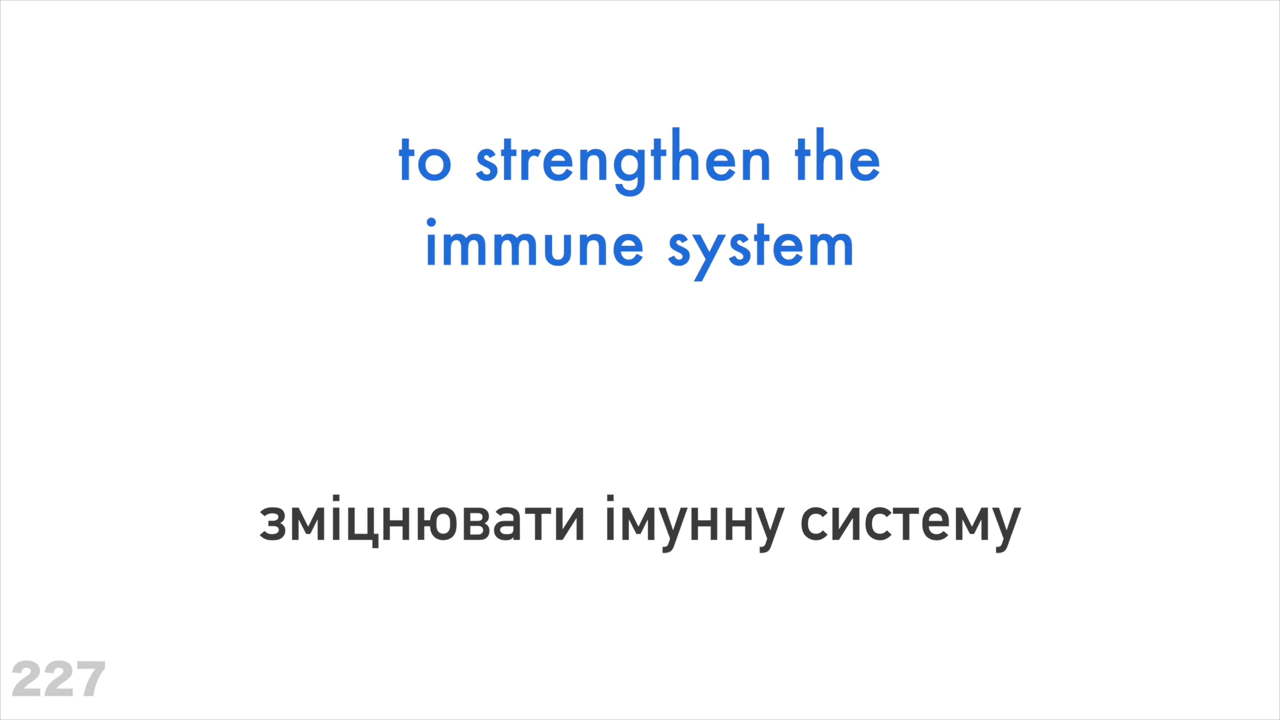 to strengthen the
immune system
зміцнювати імунну систему
227